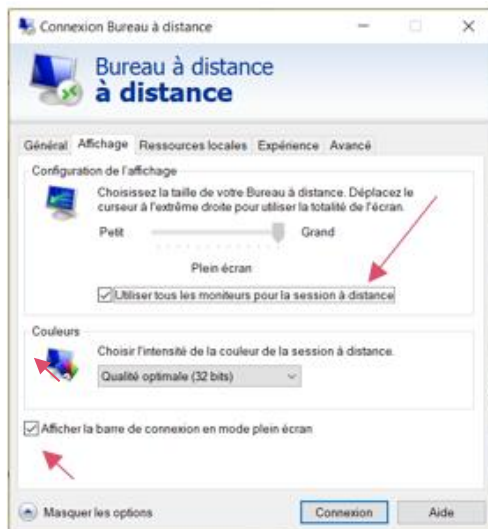 Connexion Bureau à distance
Bureau à distance
à distance
Général Affichage Ressources locales Expérience Avancé
Configuration de l'affichage
Choisissez la taille de votre Bureau à distance. Déplacez le
curseur à l'extrême droite pour utiliser la totalité de l'écran.
Petit Grand
Plein écran
Utiliser tous les moniteurs pour la session à distance
Couleurs
Choisir l'intensité de la couleur de la session à distance.
Qualité optimale (32 bits)
Afficher la barre de connexion en mode plein écran
Masquer les options Connexion Aide